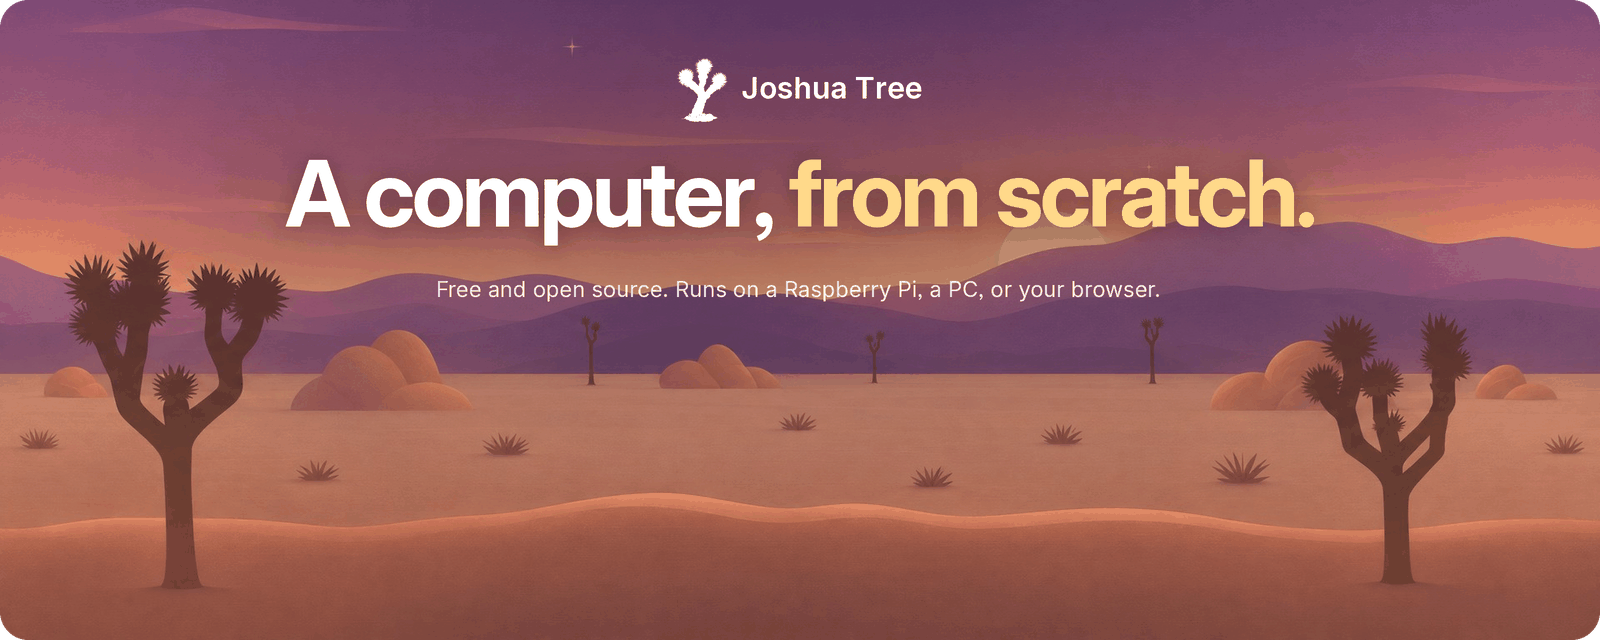 Joshua Tree
A computer, from scratch.
Free and open source. Runs on a Raspberry Pi, a PC, or your browser.